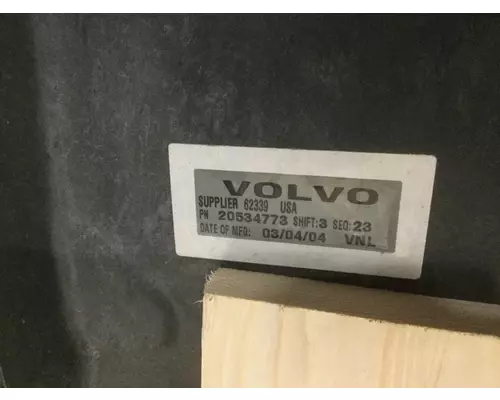 VOLVO
SUPPLIER 62339 USA
PN 20534773 SHIFT:3 SEQ:23
DATE OF MFG: 03/04/04 VNL